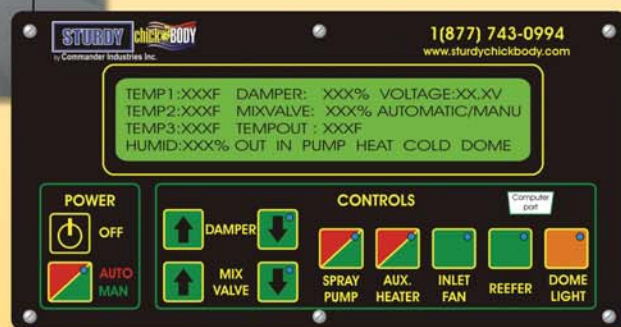 STURDY chick BODY
by Commander Industries Inc.
1(877) 743-0994
www.sturdychickbody.com
TEMP1:XXXF DAMPER: XXX% VOLTAGE:XX.XV
TEMP2:XXXF MIXVALVE: XXX% AUTOMATIC/MANU
TEMP3:XXXF TEMPOUT : XXXF
HUMID:XXX% OUT IN PUMP HEAT COLD DOME
POWER
OFF
AUTO
MAN
CONTROLS
Computer
port
DAMPER
MIX
VALVE
SPRAY
PUMP
AUX.
HEATER
INLET
FAN
REEFER
DOME
LIGHT